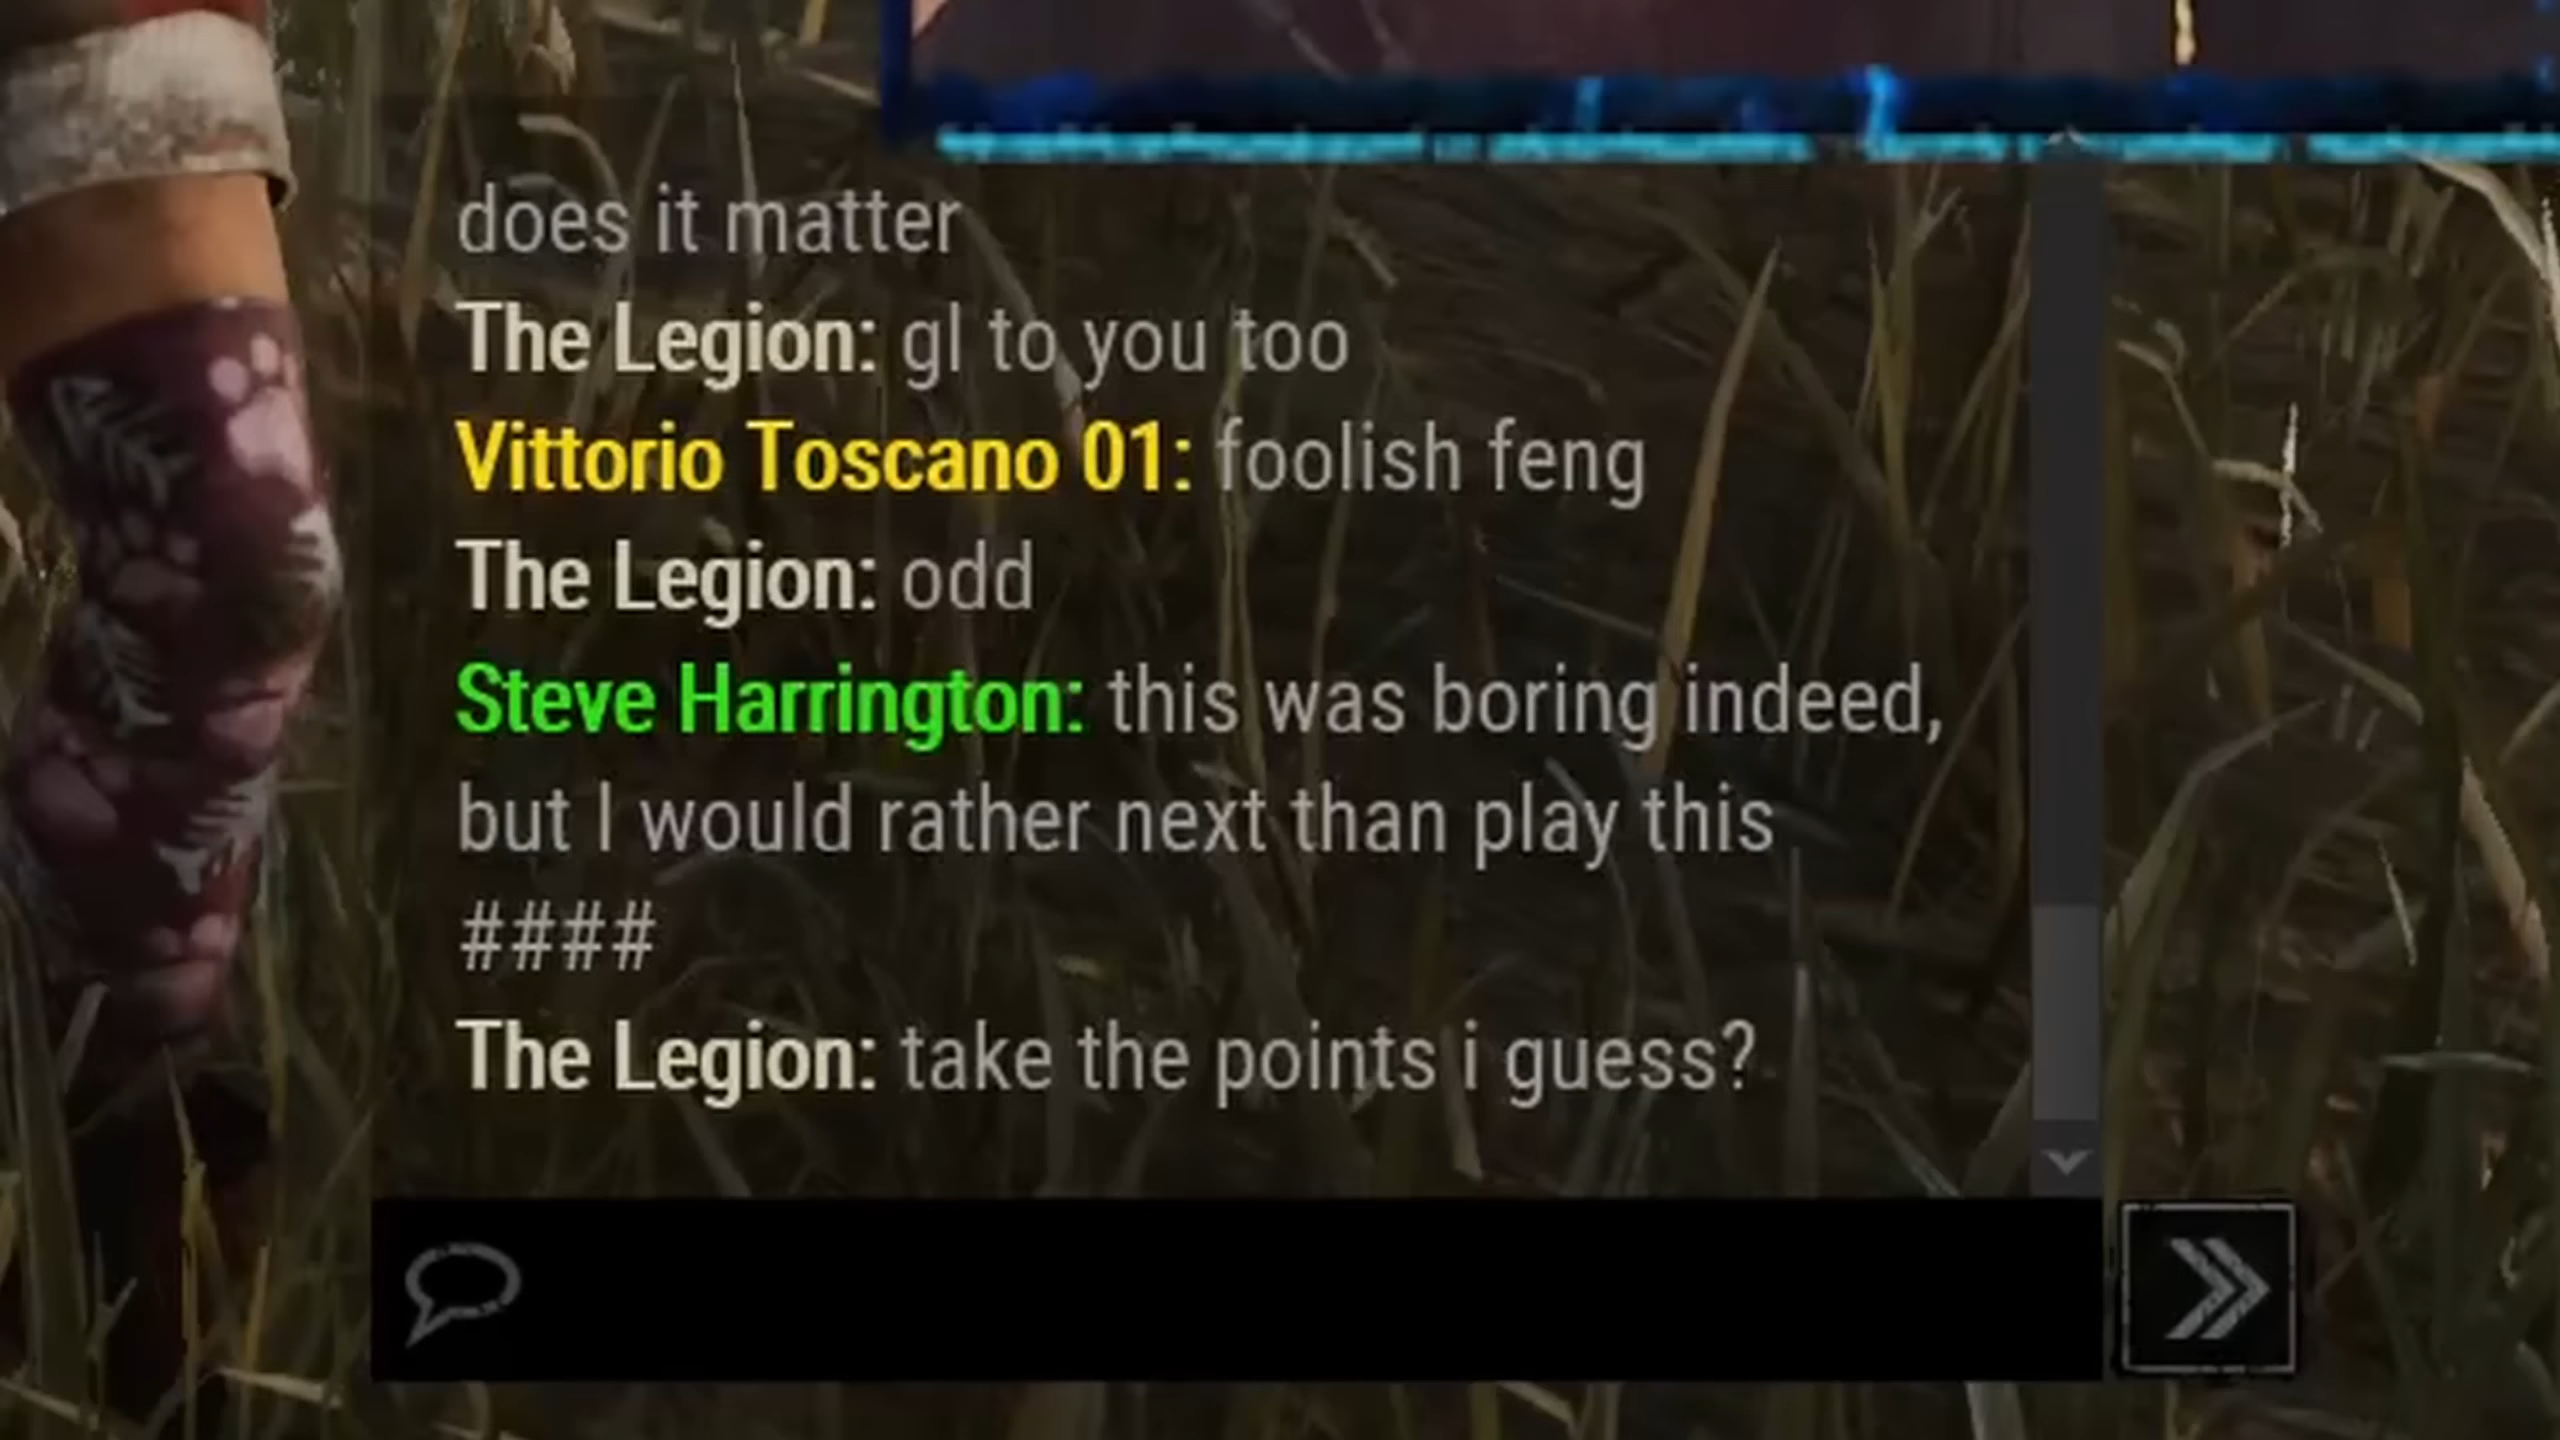 does it matter
The Legion: gl to you too
Vittorio Toscano 01: foolish feng
The Legion: odd
Steve Harrington: this was boring indeed,
but I would rather next than play this
####
The Legion: take the points i guess?